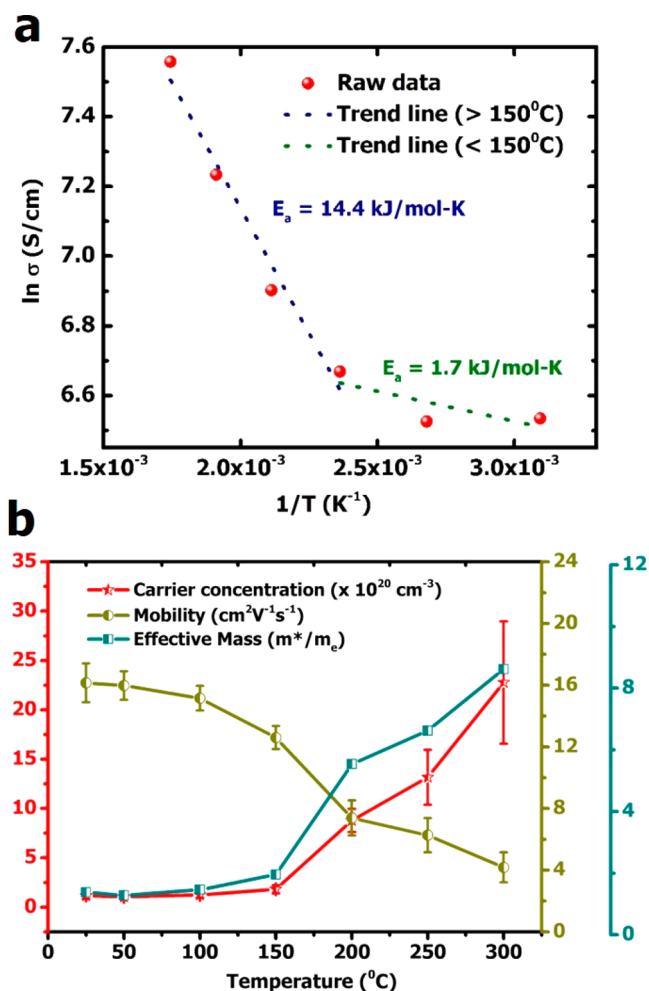 a
7.6
7.4
7.2
7.0
6.8
6.6
ln σ (S/cm)
Raw data
Trend line (> 150⁰C)
Trend line (< 150⁰C)
Eₐ = 14.4 kJ/mol-K
Eₐ = 1.7 kJ/mol-K
1.5x10⁻³ 2.0x10⁻³ 2.5x10⁻³ 3.0x10⁻³
1/T (K⁻¹)
b
35
30
25
20
15
10
5
0
Carrier concentration (x 10²⁰ cm⁻³)
Mobility (cm²V⁻¹s⁻¹)
Effective Mass (m*/mₑ)
24
20
16
12
8
4
0
12
8
4
0
0 50 100 150 200 250 300
Temperature (⁰C)